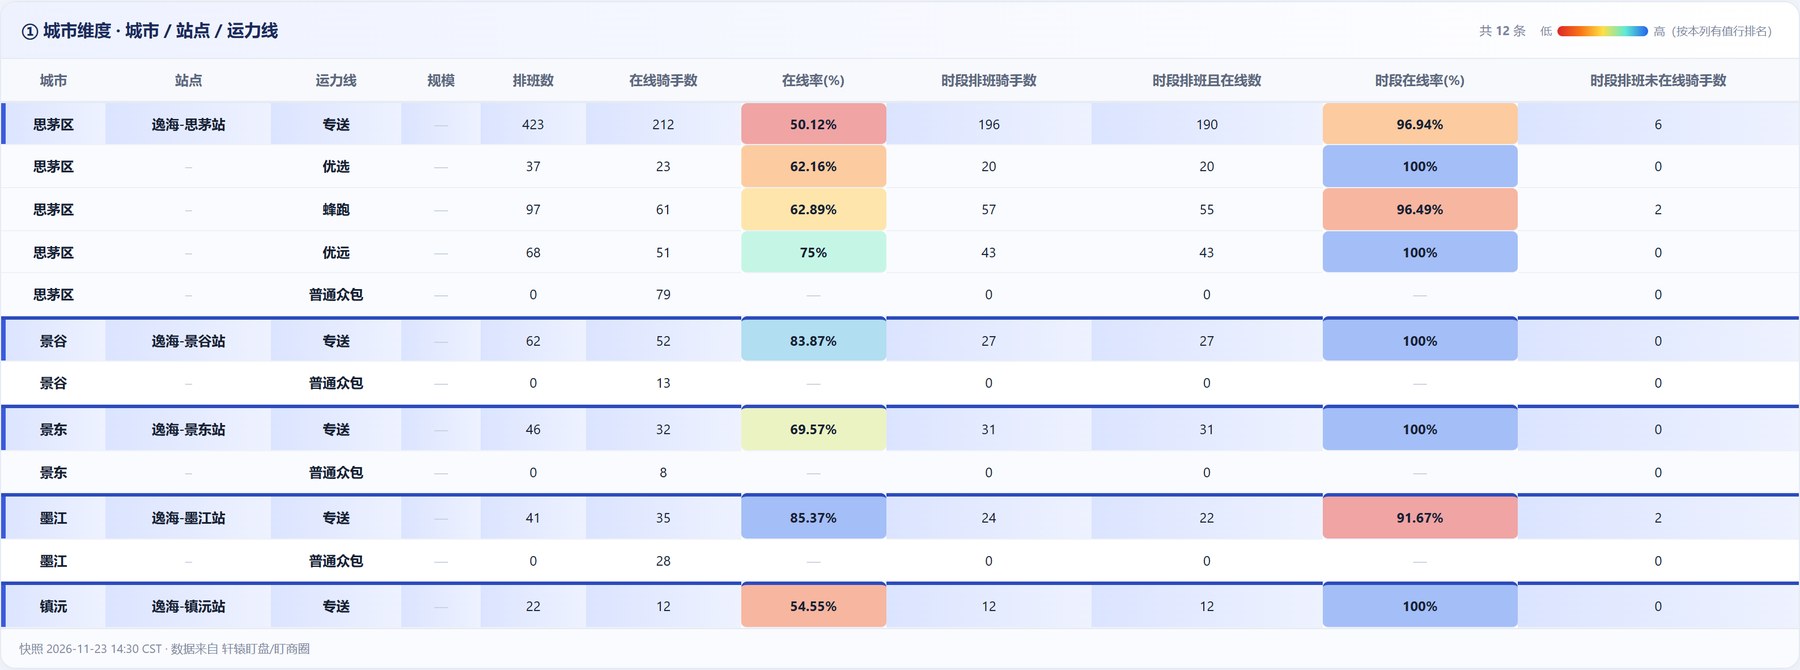 ① 城市维度 · 城市 / 站点 / 运力线
共 12 条 低 高 (按本列有值行排名)
城市 站点 运力线 规模 排班数 在线骑手数 在线率(%) 时段排班骑手数 时段排班且在线数 时段在线率(%) 时段排班未在线骑手数
思茅区 逸海-思茅站 专送 — 423 212 50.12% 196 190 96.94% 6
思茅区 – 优选 — 37 23 62.16% 20 20 100% 0
思茅区 – 蜂跑 — 97 61 62.89% 57 55 96.49% 2
思茅区 – 优远 — 68 51 75% 43 43 100% 0
思茅区 – 普通众包 — 0 79 — 0 0 — 0
景谷 逸海-景谷站 专送 — 62 52 83.87% 27 27 100% 0
景谷 – 普通众包 — 0 13 — 0 0 — 0
景东 逸海-景东站 专送 — 46 32 69.57% 31 31 100% 0
景东 – 普通众包 — 0 8 — 0 0 — 0
墨江 逸海-墨江站 专送 — 41 35 85.37% 24 22 91.67% 2
墨江 – 普通众包 — 0 28 — 0 0 — 0
镇沅 逸海-镇沅站 专送 — 22 12 54.55% 12 12 100% 0
快照 2026-11-23 14:30 CST · 数据来自 轩辕盯盘/盯商圈